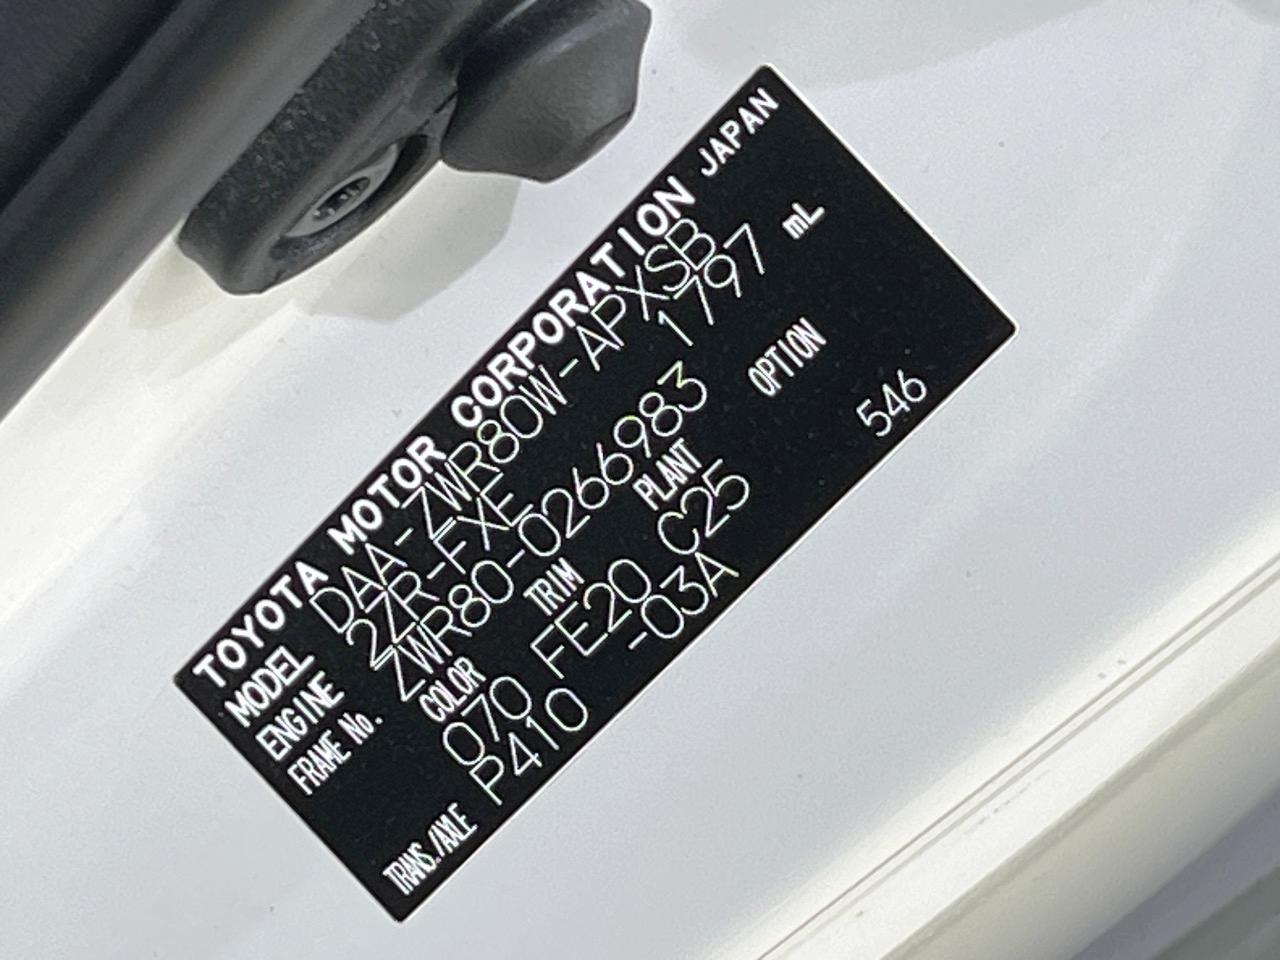 TOYOTA MOTOR CORPORATION JAPAN
MODEL DAA-ZWR80W-APXSB
ENGINE 2ZR-FXE 1797 mL
FRAME No. ZWR80-0266983
COLOR TRIM PLANT OPTION
070 FE20 C25
TRANS./AXLE P410 -03A 546